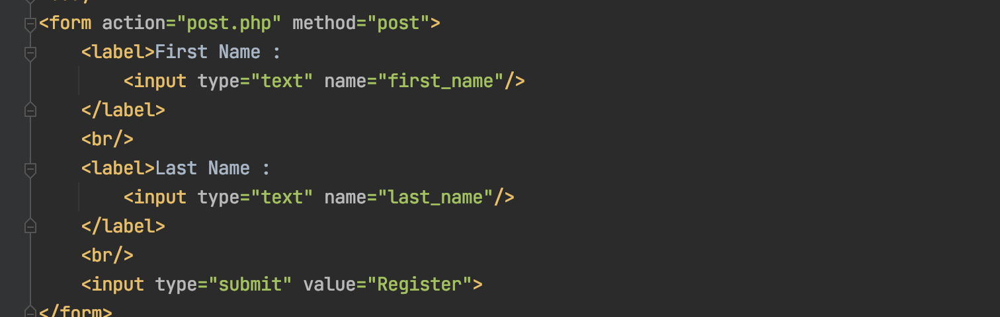 <form action="post.php" method="post">
    <label>First Name :
        <input type="text" name="first_name"/>
    </label>
    <br/>
    <label>Last Name :
        <input type="text" name="last_name"/>
    </label>
    <br/>
    <input type="submit" value="Register">
</form>